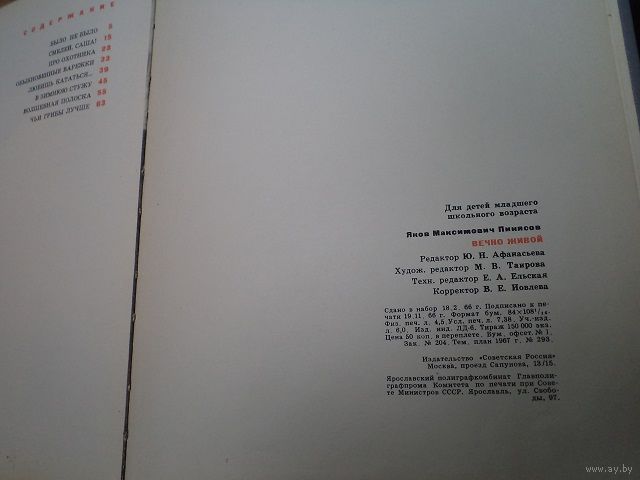 СОДЕРЖАНИЕ
БЫЛО НЕ БЫЛО 5
СМЕЛЕЙ, САША! 15
ПРО ОХОТНИКА 23
ОБЫКНОВЕННЫЕ ВАРЕЖКИ 33
ЛЮБИШЬ КАТАТЬСЯ... 39
В ЗИМНЮЮ СТУЖУ 45
ВОЛШЕБНАЯ ПОЛОСКА 55
ЧЬИ ГРИБЫ ЛУЧШЕ 63
Для детей младшего
школьного возраста
Яков Максимович Пинясов
ВЕЧНО ЖИВОЙ
Редактор Ю. Н. Афанасьева
Худож. редактор М. В. Таирова
Техн. редактор Е. А. Ельская
Корректор В. Е. Иовлева
Сдано в набор 18/2. 66 г. Подписано к пе-
чати 19/11. 66 г. Формат бум. 84×108¹/₁₆.
Физ. печ. л. 4,5. Усл. печ. л. 7,38. Уч.-изд.
л. 6,0. Изд. инд. ЛД-6. Тираж 150 000 экз.
Цена 50 коп. в переплете. Бум. офсет. № 1.
Зак. № 204. Тем. план 1967 г. № 293.
Издательство «Советская Россия»
Москва, проезд Сапунова, 13/15.
Ярославский полиграфкомбинат Главполи-
графпрома Комитета по печати при Сове-
те Министров СССР. Ярославль, ул. Свобо-
ды, 97.
www.ay.by